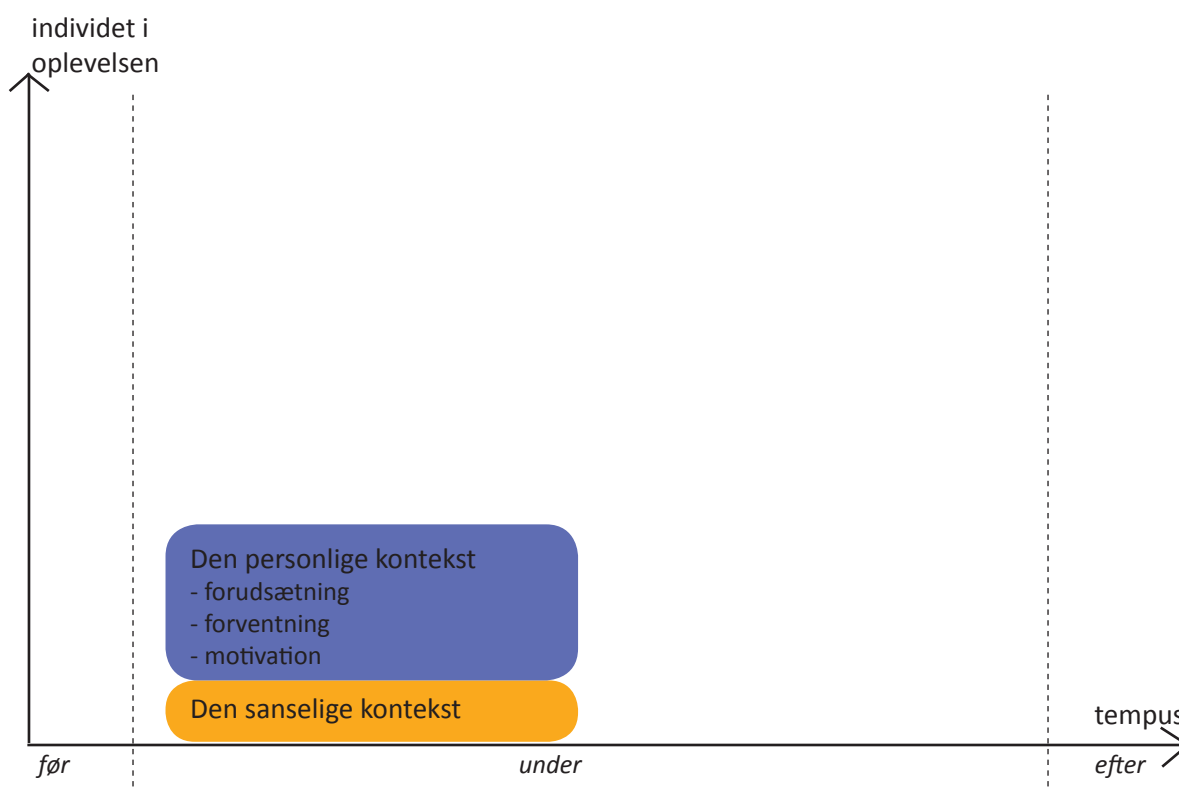 individet i
oplevelsen
Den personlige kontekst
- forudsætning
- forventning
- motivation
Den sanselige kontekst
tempus
før
under
efter